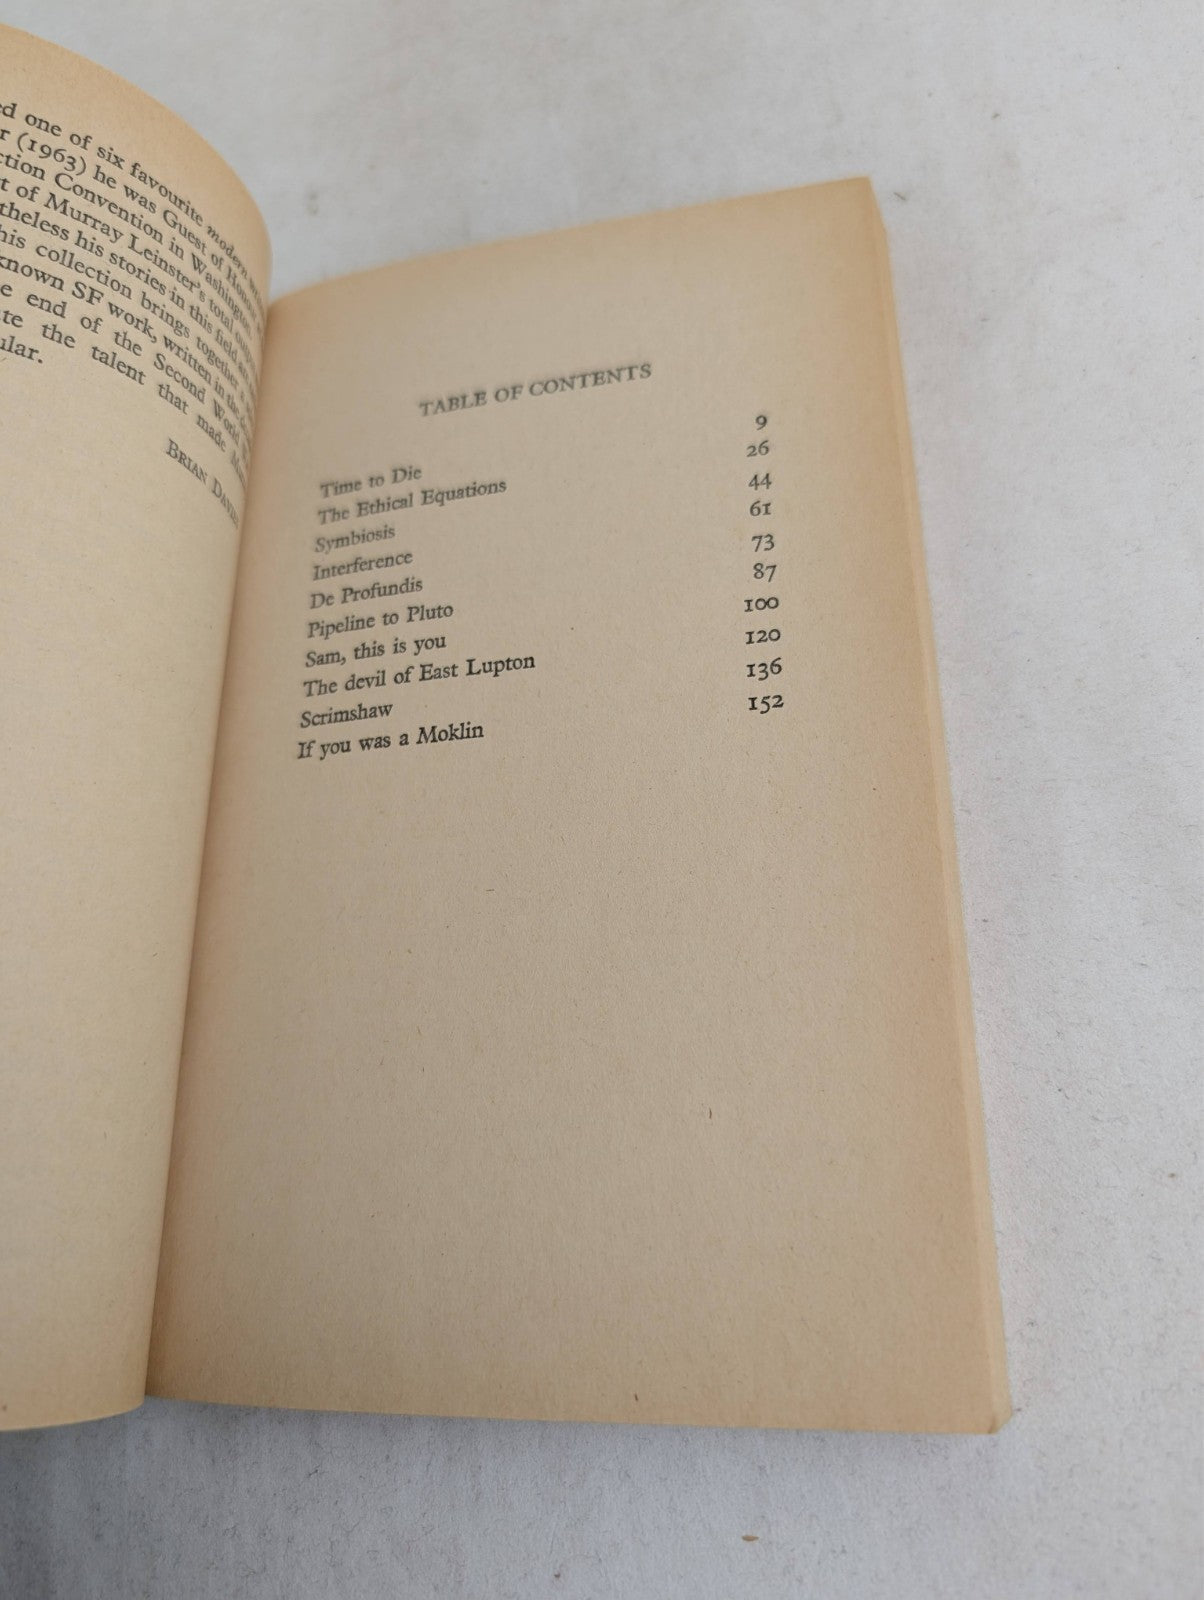 ed one of six favourite modern
r (1963) he was Guest of Honour
ction Convention in Washington.
t of Murray Leinster's total output
theless his stories in this field are
his collection brings together a
known SF work, written in the
e end of the Second World
te the talent that made
ular.
BRIAN DAVIES
TABLE OF CONTENTS
Time to Die 9
The Ethical Equations 26
Symbiosis 44
Interference 61
De Profundis 73
Pipeline to Pluto 87
Sam, this is you 100
The devil of East Lupton 120
Scrimshaw 136
If you was a Moklin 152